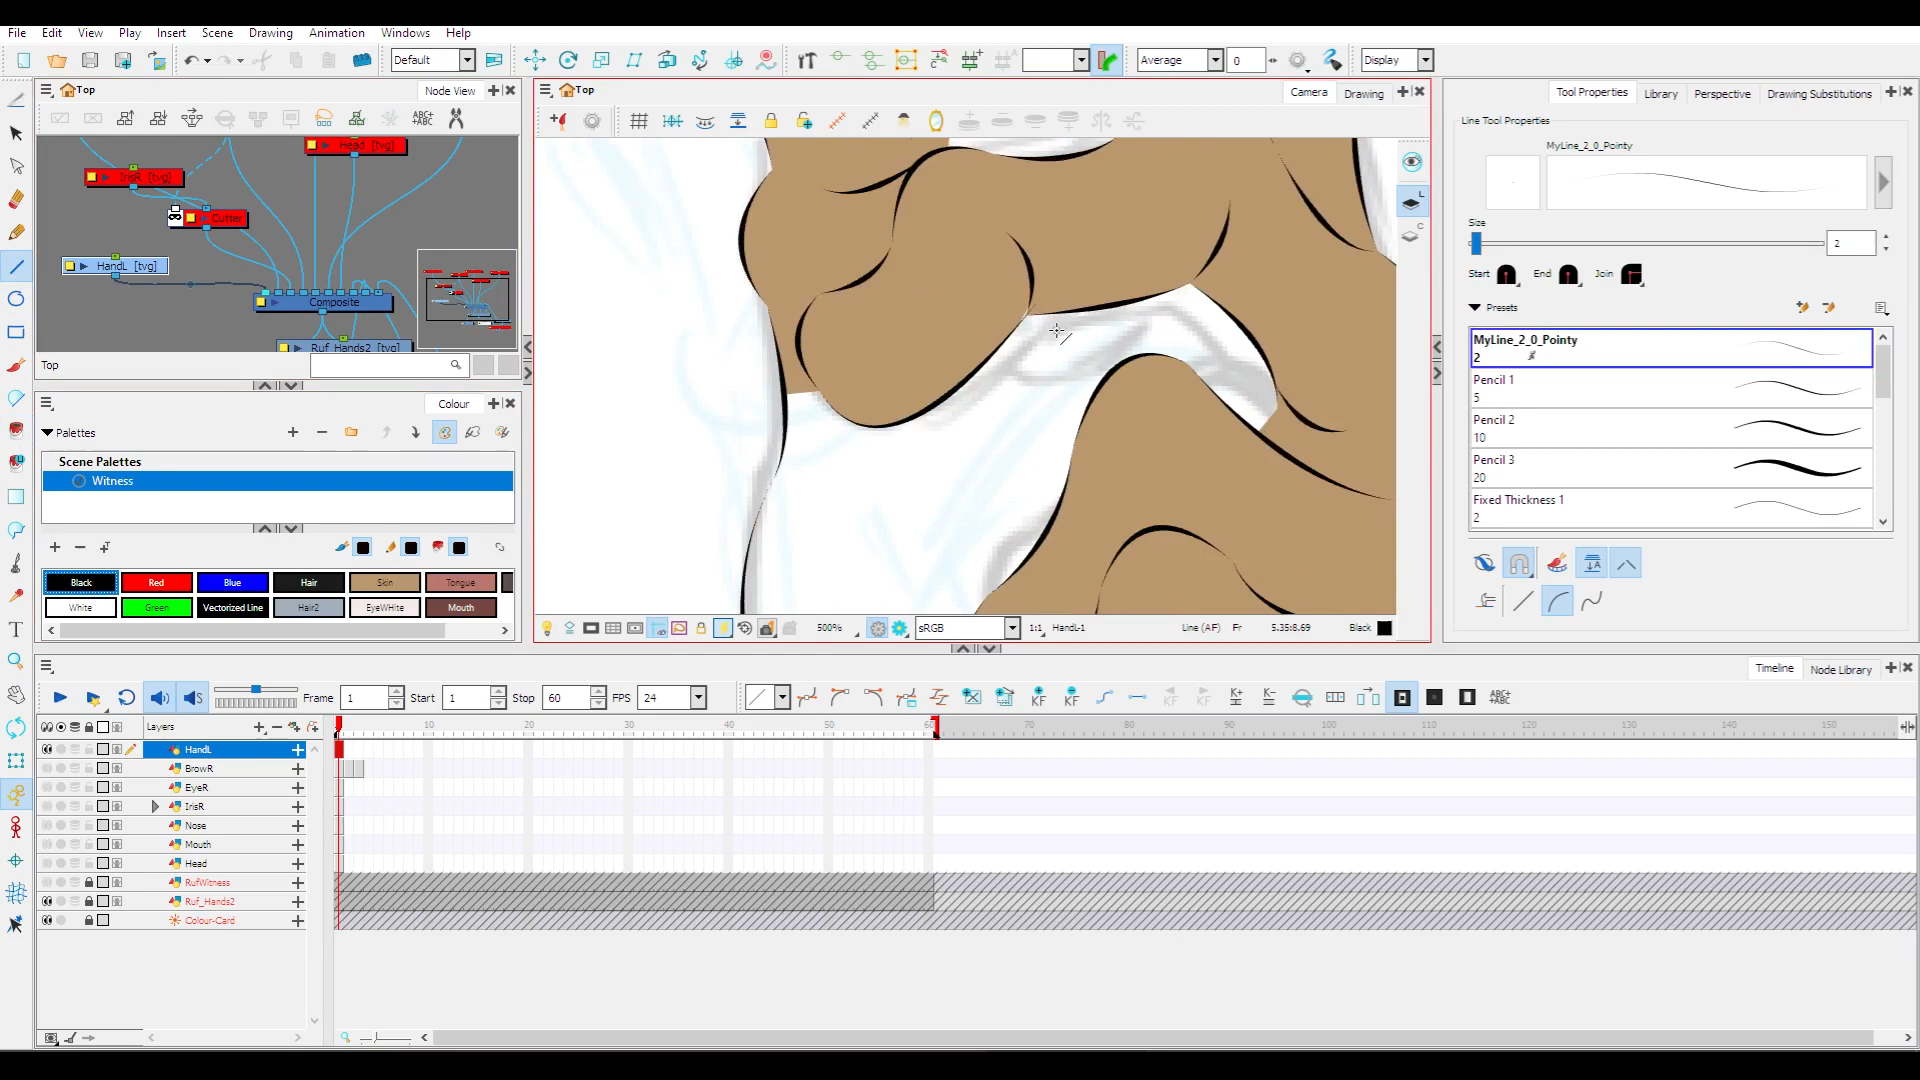 File Edit View Play Insert Scene Drawing Animation Windows Help
Default Average 0 Display
Top Node View
Top Camera Drawing
Tool Properties Library Perspective Drawing Substitutions
Line Tool Properties
MyLine_2_0_Pointy
Head [tvg]
IrisR [tvg]
Cutter
HandL [tvg]
Composite
Ruf_Hands2 [tvg]
Top
Size
2
Start End Join
Presets
MyLine_2_0_Pointy
2
Pencil 1
5
Pencil 2
10
Pencil 3
20
Fixed Thickness 1
2
Colour
Palettes
Scene Palettes
Witness
Black Red Blue Hair Skin Tongue
White Green Vectorized Line Hair2 EyeWHite Mouth
500% sRGB 1:1 HandL-1 Line (AF) Fr 5.35:8.69 Black
Timeline Node Library
Frame 1 Start 1 Stop 60 FPS 24
Layers
10 20 30 40 50 60 70 80 90 100 110 120 130 140 150
HandL
BrowR
EyeR
IrisR
Nose
Mouth
Head
RufWitness
Ruf_Hands2
Colour-Card